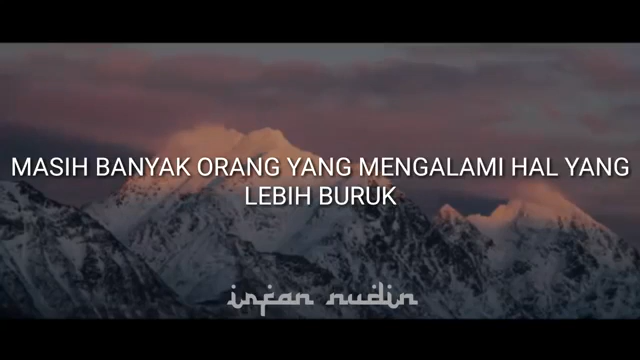 MASIH BANYAK ORANG YANG MENGALAMI HAL YANG
LEBIH BURUK
irfan nudin